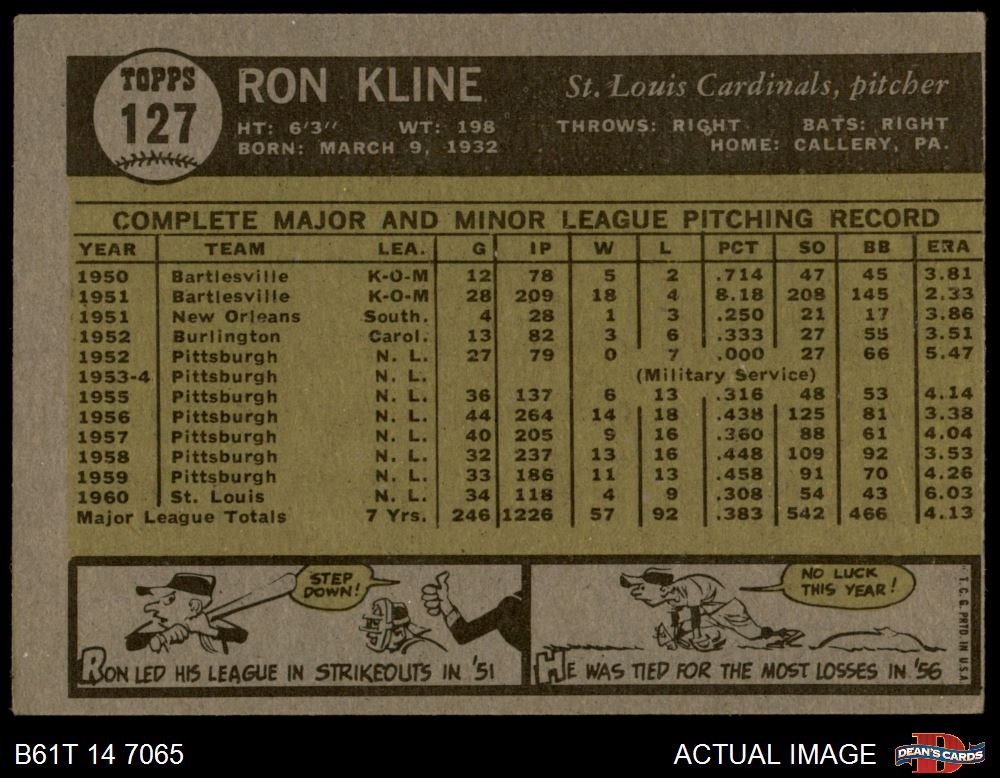 TOPPS
127
RON KLINE
St. Louis Cardinals, pitcher
HT: 6'3" WT: 198 THROWS: RIGHT BATS: RIGHT
BORN: MARCH 9, 1932 HOME: CALLERY, PA.
COMPLETE MAJOR AND MINOR LEAGUE PITCHING RECORD
YEAR TEAM LEA. G IP W L PCT SO BB ERA
1950 Bartlesville K-O-M 12 78 5 2 .714 47 45 3.81
1951 Bartlesville K-O-M 28 209 18 4 8.18 208 145 2.33
1951 New Orleans South. 4 28 1 3 .250 21 17 3.86
1952 Burlington Carol. 13 82 3 6 .333 27 55 3.51
1952 Pittsburgh N. L. 27 79 0 7 .000 27 66 5.47
1953-4 Pittsburgh N. L. (Military Service)
1955 Pittsburgh N. L. 36 137 6 13 .316 48 53 4.14
1956 Pittsburgh N. L. 44 264 14 18 .438 125 81 3.38
1957 Pittsburgh N. L. 40 205 9 16 .360 88 61 4.04
1958 Pittsburgh N. L. 32 237 13 16 .448 109 92 3.53
1959 Pittsburgh N. L. 33 186 11 13 .458 91 70 4.26
1960 St. Louis N. L. 34 118 4 9 .308 54 43 6.03
Major League Totals 7 Yrs. 246 1226 57 92 .383 542 466 4.13
STEP
DOWN!
RON LED HIS LEAGUE IN STRIKEOUTS IN '51
NO LUCK
THIS YEAR!
HE WAS TIED FOR THE MOST LOSSES IN '56
T. C. G. PRTD. IN U.S.A.
B61T 14 7065
ACTUAL IMAGE
DEAN'S CARDS